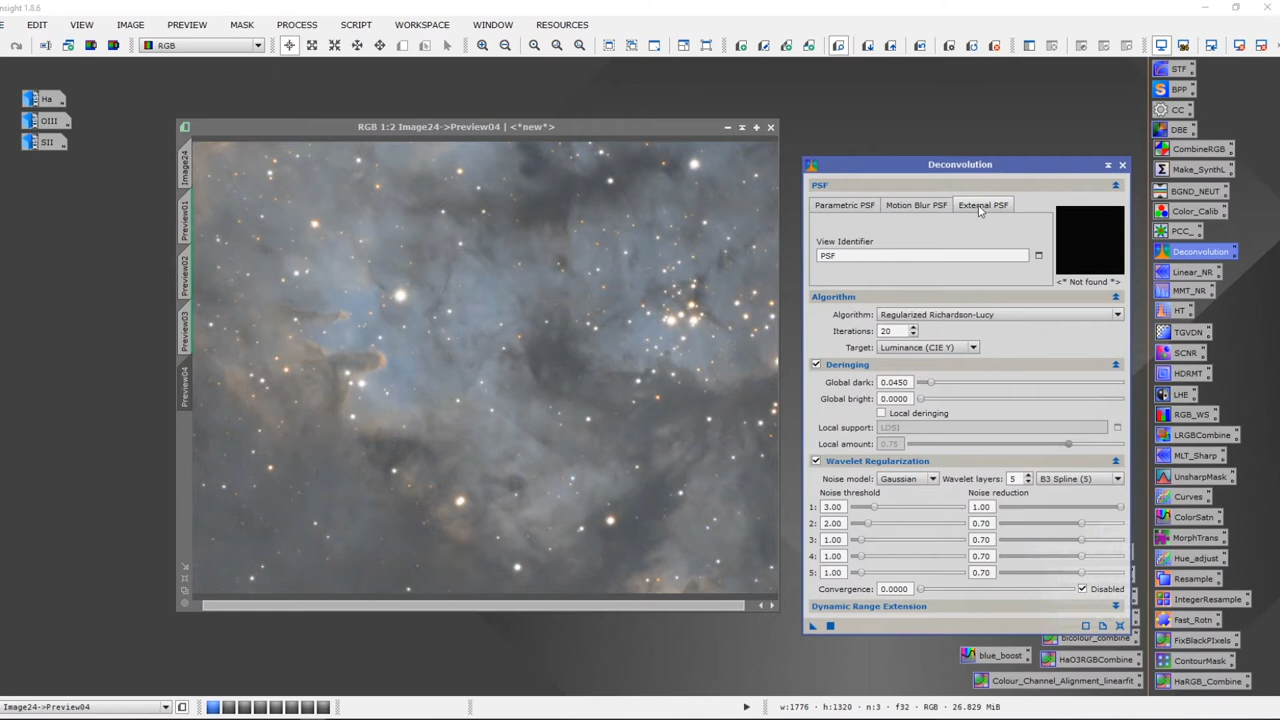 nsight 1.8.6
EDIT VIEW IMAGE PREVIEW MASK PROCESS SCRIPT WORKSPACE WINDOW RESOURCES
RGB
Ha
OIII
SII
RGB 1:2 Image24->Preview04 | <*new*>
Image24
Preview01
Preview02
Preview03
Preview04
Deconvolution
PSF
Parametric PSF Motion Blur PSF External PSF
View Identifier
PSF
<* Not found *>
Algorithm
Algorithm: Regularized Richardson-Lucy
Iterations: 20
Target: Luminance (CIE Y)
Deringing
Global dark: 0.0450
Global bright: 0.0000
Local deringing
Local support: LDSI
Local amount: 0.75
Wavelet Regularization
Noise model: Gaussian Wavelet layers: 5 B3 Spline (5)
Noise threshold Noise reduction
1: 3.00 1.00
2: 2.00 0.70
3: 1.00 0.70
4: 1.00 0.70
5: 1.00 0.70
Convergence: 0.0000 Disabled
Dynamic Range Extension
STF
BPP
CC
DBE
CombineRGB
Make_SynthL
BGND_NEUT
Color_Calib
PCC_
Deconvolution
Linear_NR
MMT_NR
HT
TGVDN
SCNR
HDRMT
LHE
RGB_WS
LRGBCombine
MLT_Sharp
UnsharpMask
Curves
ColorSatn
MorphTrans
Hue_adjust
Resample
IntegerResample
Fast_Rotn
FixBlackPixels
ContourMask
HaRGB_Combine
bicolour_combine
blue_boost
HaO3RGBCombine
Colour_Channel_Alignment_linearfit
Image24->Preview04
w:1776 · h:1320 · n:3 · f32 · RGB · 26.829 MiB